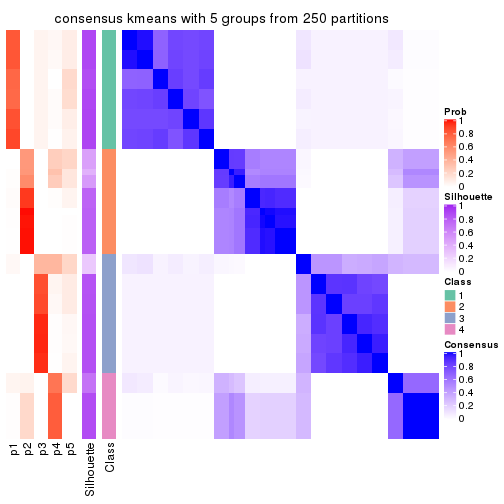 consensus kmeans with 5 groups from 250 partitions
Prob
1
0.8
0.6
0.4
0.2
0
Silhouette
1
0.8
0.6
0.4
0.2
0
Class
1
2
3
4
Consensus
1
0.8
0.6
0.4
0.2
0
p1
p2
p3
p4
p5
Silhouette
Class